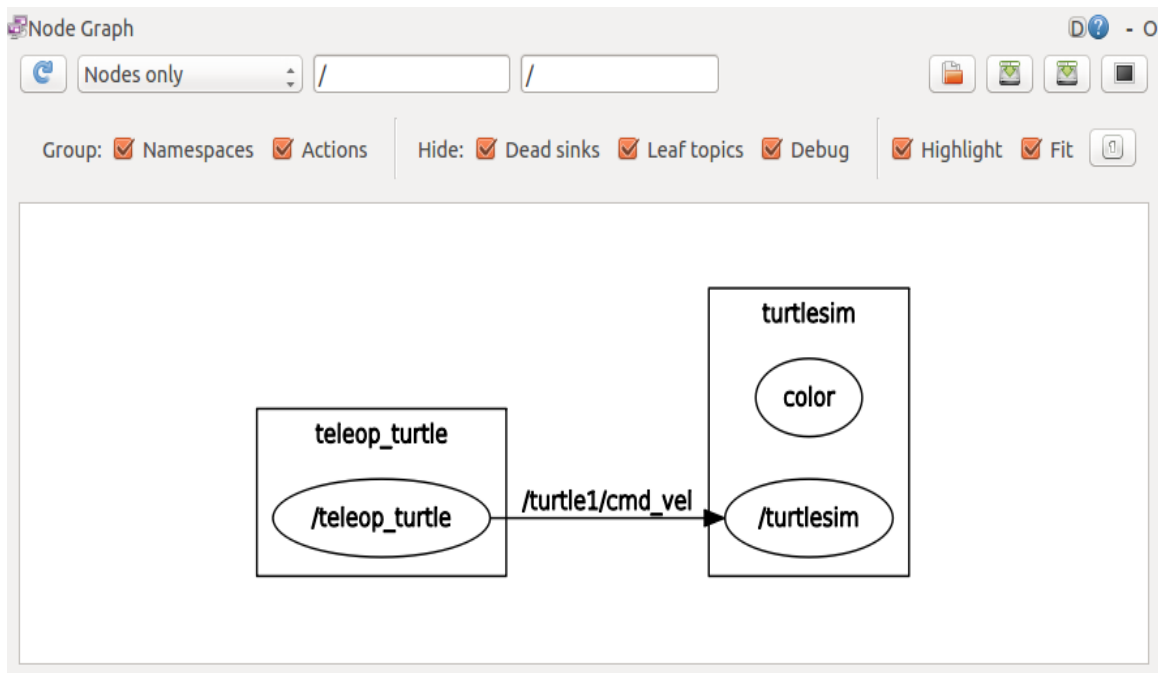 Node Graph D ? - O
Nodes only / /
Group: Namespaces Actions Hide: Dead sinks Leaf topics Debug Highlight Fit
turtlesim
color
teleop_turtle
/teleop_turtle /turtle1/cmd_vel /turtlesim